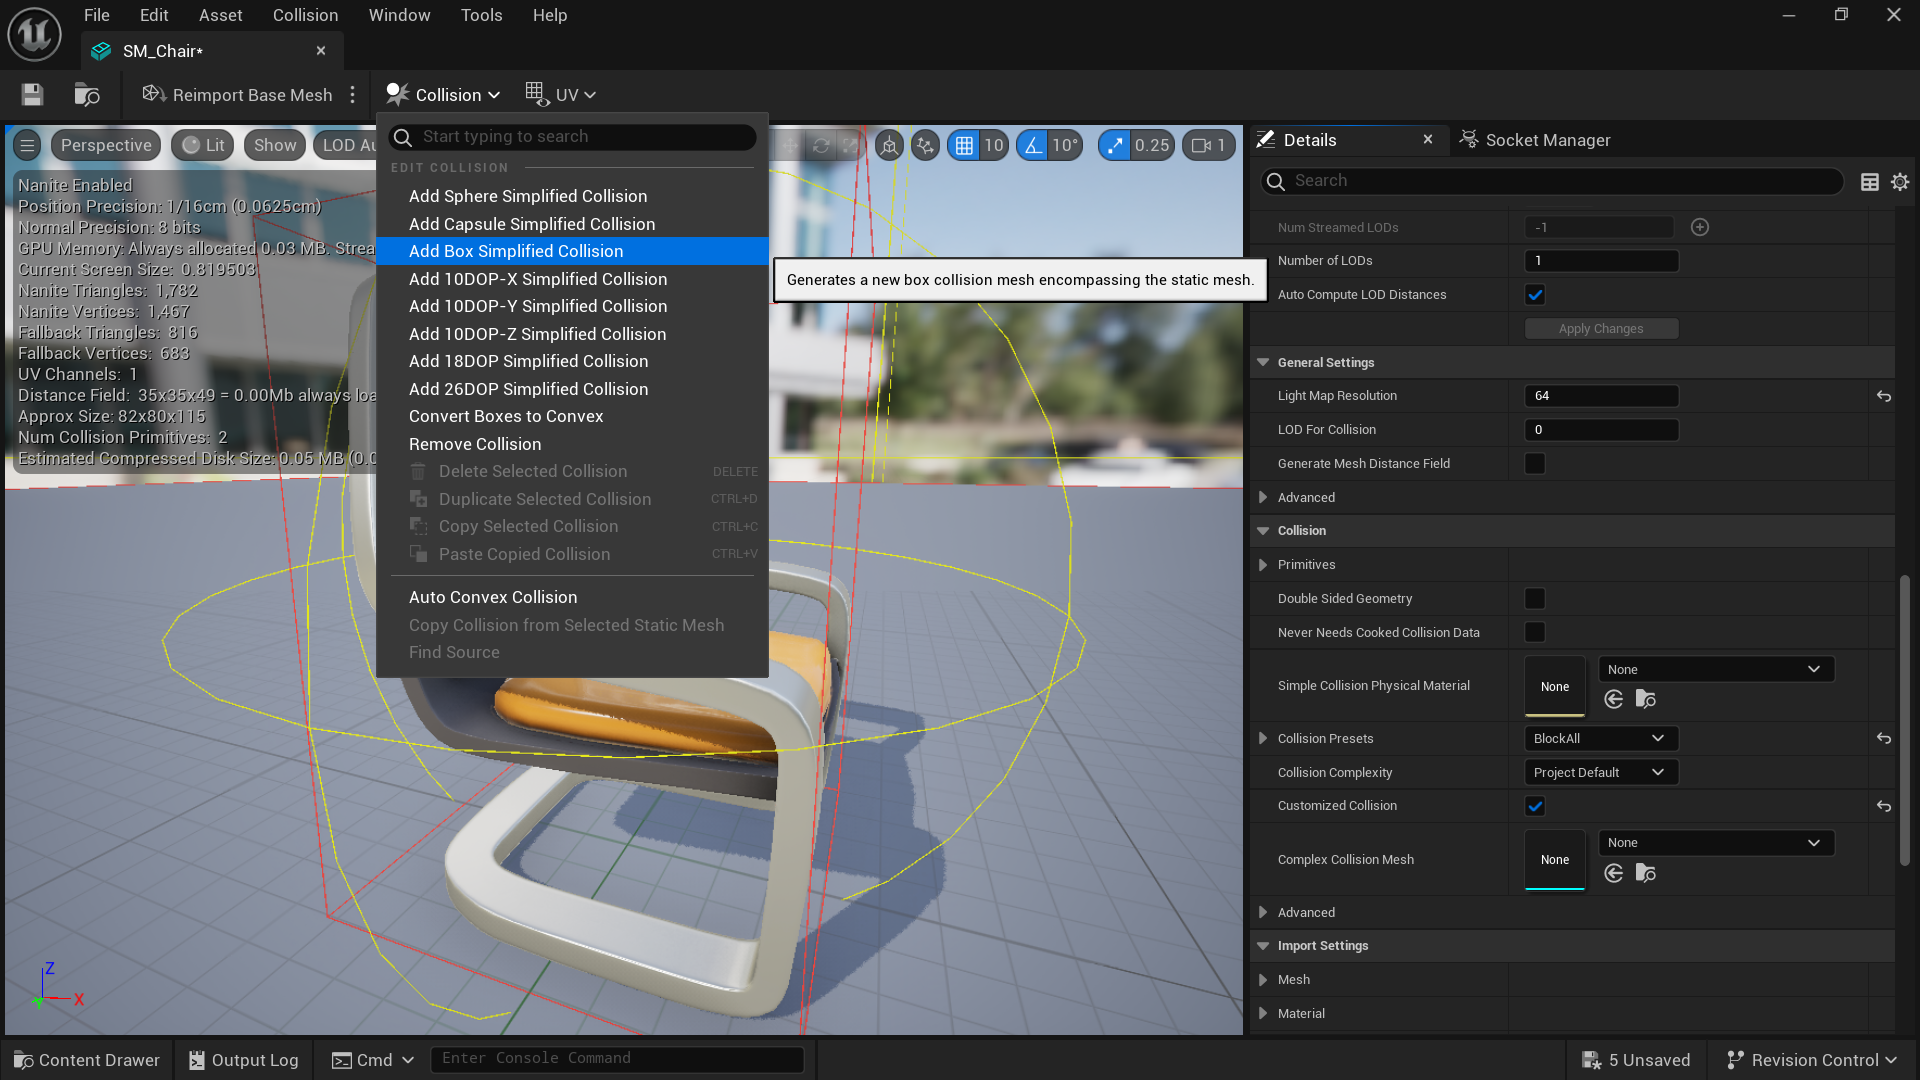 File Edit Asset Collision Window Tools Help
SM_Chair*
Reimport Base Mesh
Collision
UV
Perspective
Lit
Show
LOD Au
10
10°
0.25
1
Nanite Enabled
Position Precision: 1/16cm (0.0625cm)
Normal Precision: 8 bits
GPU Memory: Always allocated 0.03 MB. Strea
Current Screen Size: 0.819503
Nanite Triangles: 1,782
Nanite Vertices: 1,467
Fallback Triangles: 816
Fallback Vertices: 683
UV Channels: 1
Distance Field: 35x35x49 = 0.00Mb always loa
Approx Size: 82x80x115
Num Collision Primitives: 2
Estimated Compressed Disk Size: 0.05 MB (0.0
Start typing to search
EDIT COLLISION
Add Sphere Simplified Collision
Add Capsule Simplified Collision
Add Box Simplified Collision
Add 10DOP-X Simplified Collision
Add 10DOP-Y Simplified Collision
Add 10DOP-Z Simplified Collision
Add 18DOP Simplified Collision
Add 26DOP Simplified Collision
Convert Boxes to Convex
Remove Collision
Delete Selected Collision DELETE
Duplicate Selected Collision CTRL+D
Copy Selected Collision CTRL+C
Paste Copied Collision CTRL+V
Auto Convex Collision
Copy Collision from Selected Static Mesh
Find Source
Generates a new box collision mesh encompassing the static mesh.
Z
X
Y
Details
Socket Manager
Search
Num Streamed LODs -1
Number of LODs 1
Auto Compute LOD Distances
Apply Changes
General Settings
Light Map Resolution 64
LOD For Collision 0
Generate Mesh Distance Field
Advanced
Collision
Primitives
Double Sided Geometry
Never Needs Cooked Collision Data
Simple Collision Physical Material None None
Collision Presets BlockAll
Collision Complexity Project Default
Customized Collision
Complex Collision Mesh None None
Advanced
Import Settings
Mesh
Material
Content Drawer
Output Log
Cmd
Enter Console Command
5 Unsaved
Revision Control